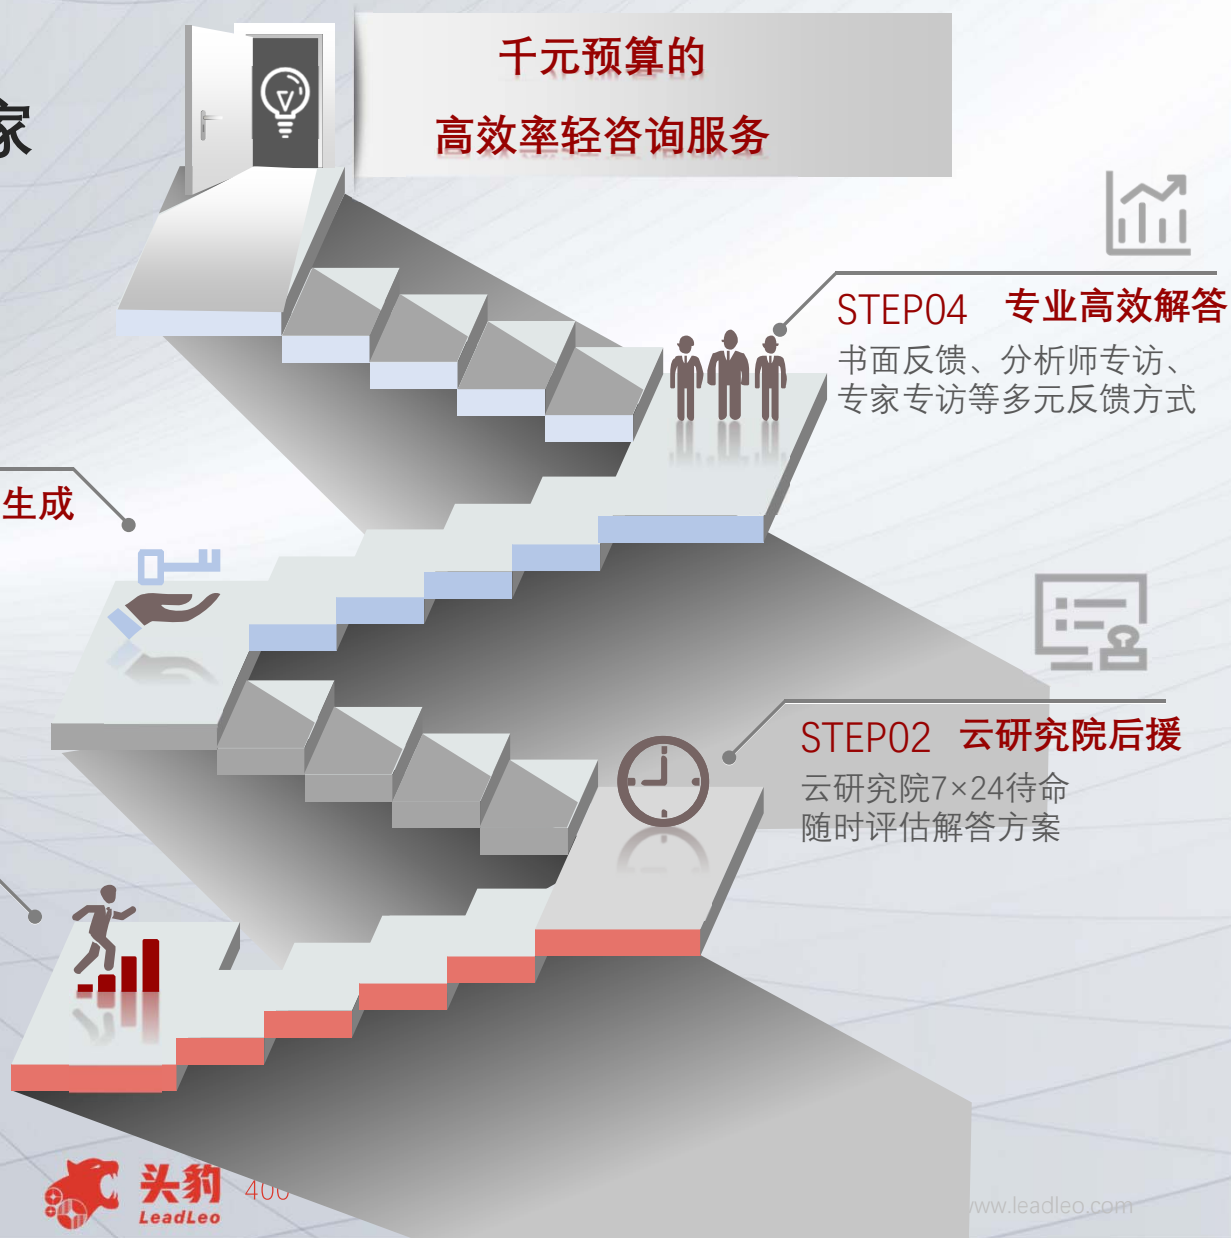 家
千元预算的
高效率轻咨询服务
STEP04 专业高效解答
书面反馈、分析师专访、
专家专访等多元反馈方式
生成
STEP02 云研究院后援
云研究院7×24待命
随时评估解答方案
头豹
LeadLeo
400
www.leadleo.com